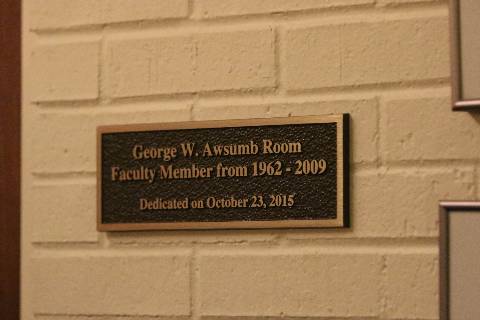 George W. Awsumb Room
Faculty Member from 1962 - 2009
Dedicated on October 23, 2015